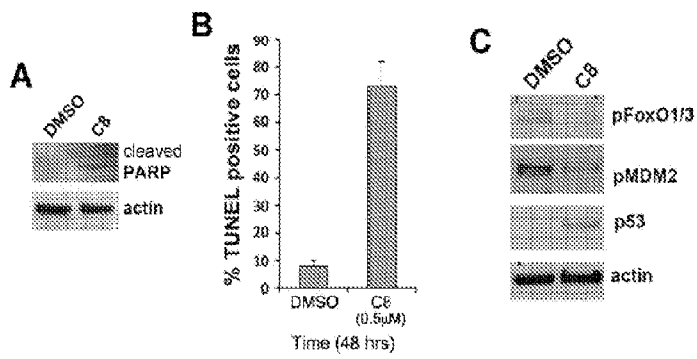 A
DMSO
C8
cleaved
PARP
actin
B
% TUNEL positive cells
90
80
70
60
50
40
30
20
10
0
DMSO
C8
(0.5µM)
Time (48 hrs)
C
DMSO
C8
pFoxO1/3
pMDM2
p53
actin